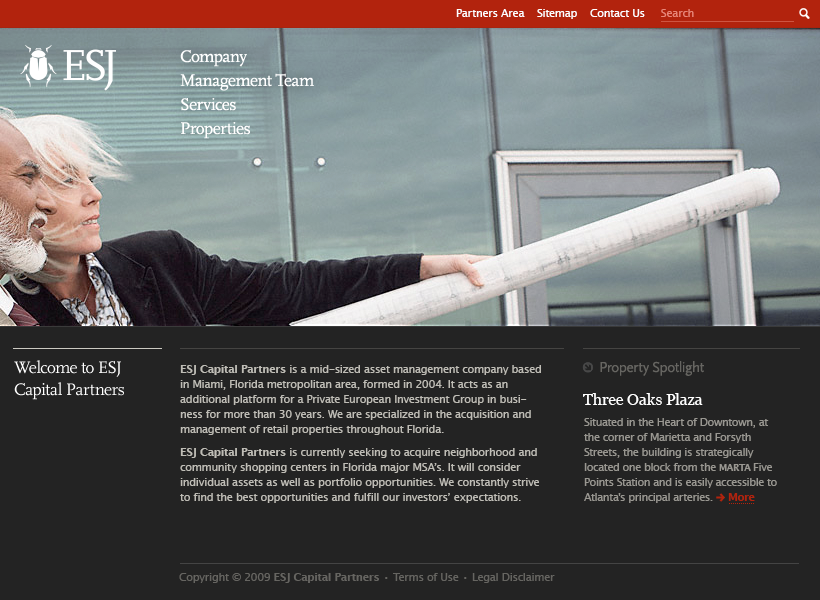 Partners Area Sitemap Contact Us Search
ESJ
Company
Management Team
Services
Properties
Welcome to ESJ
Capital Partners
ESJ Capital Partners is a mid-sized asset management company based
in Miami, Florida metropolitan area, formed in 2004. It acts as an
additional platform for a Private European Investment Group in busi-
ness for more than 30 years. We are specialized in the acquisition and
management of retail properties throughout Florida.
ESJ Capital Partners is currently seeking to acquire neighborhood and
community shopping centers in Florida major MSA's. It will consider
individual assets as well as portfolio opportunities. We constantly strive
to find the best opportunities and fulfill our investors' expectations.
Property Spotlight
Three Oaks Plaza
Situated in the Heart of Downtown, at
the corner of Marietta and Forsyth
Streets, the building is strategically
located one block from the MARTA Five
Points Station and is easily accessible to
Atlanta's principal arteries. → More
Copyright © 2009 ESJ Capital Partners · Terms of Use · Legal Disclaimer